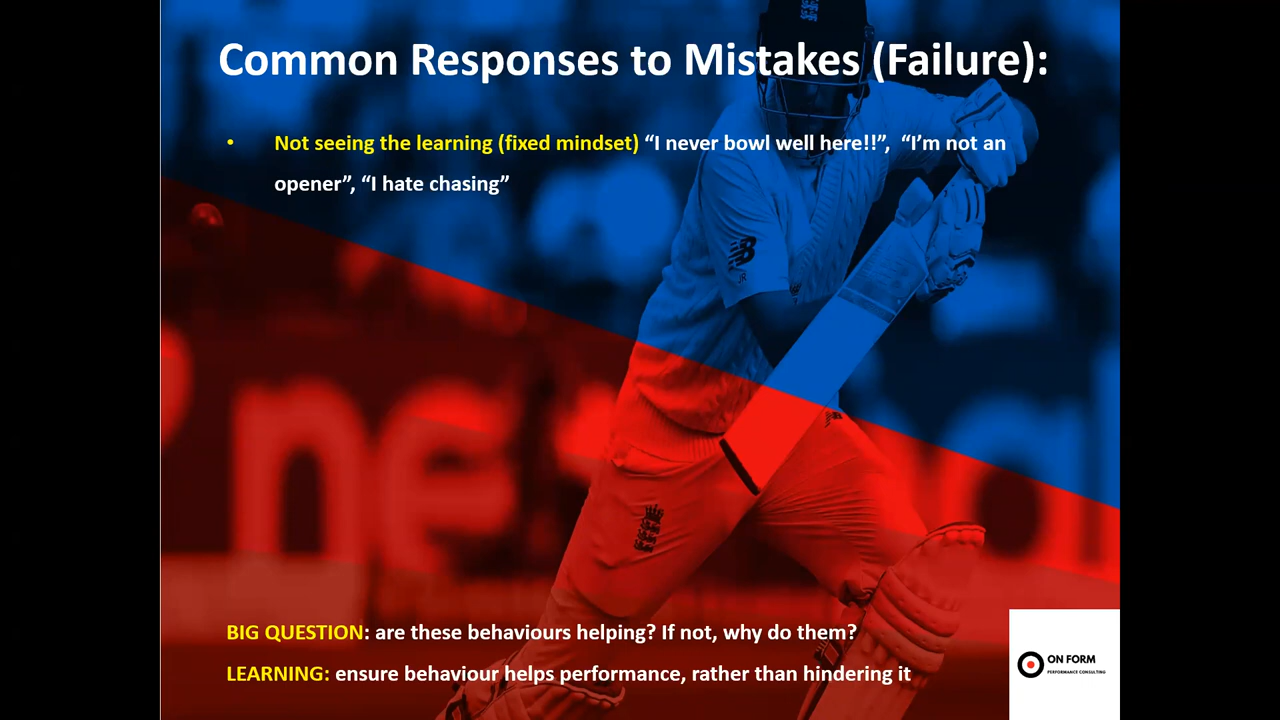 Common Responses to Mistakes (Failure):
• Not seeing the learning (fixed mindset) “I never bowl well here!!”, “I’m not an
opener”, “I hate chasing”
BIG QUESTION: are these behaviours helping? If not, why do them?
LEARNING: ensure behaviour helps performance, rather than hindering it
ON FORM
PERFORMANCE CONSULTING